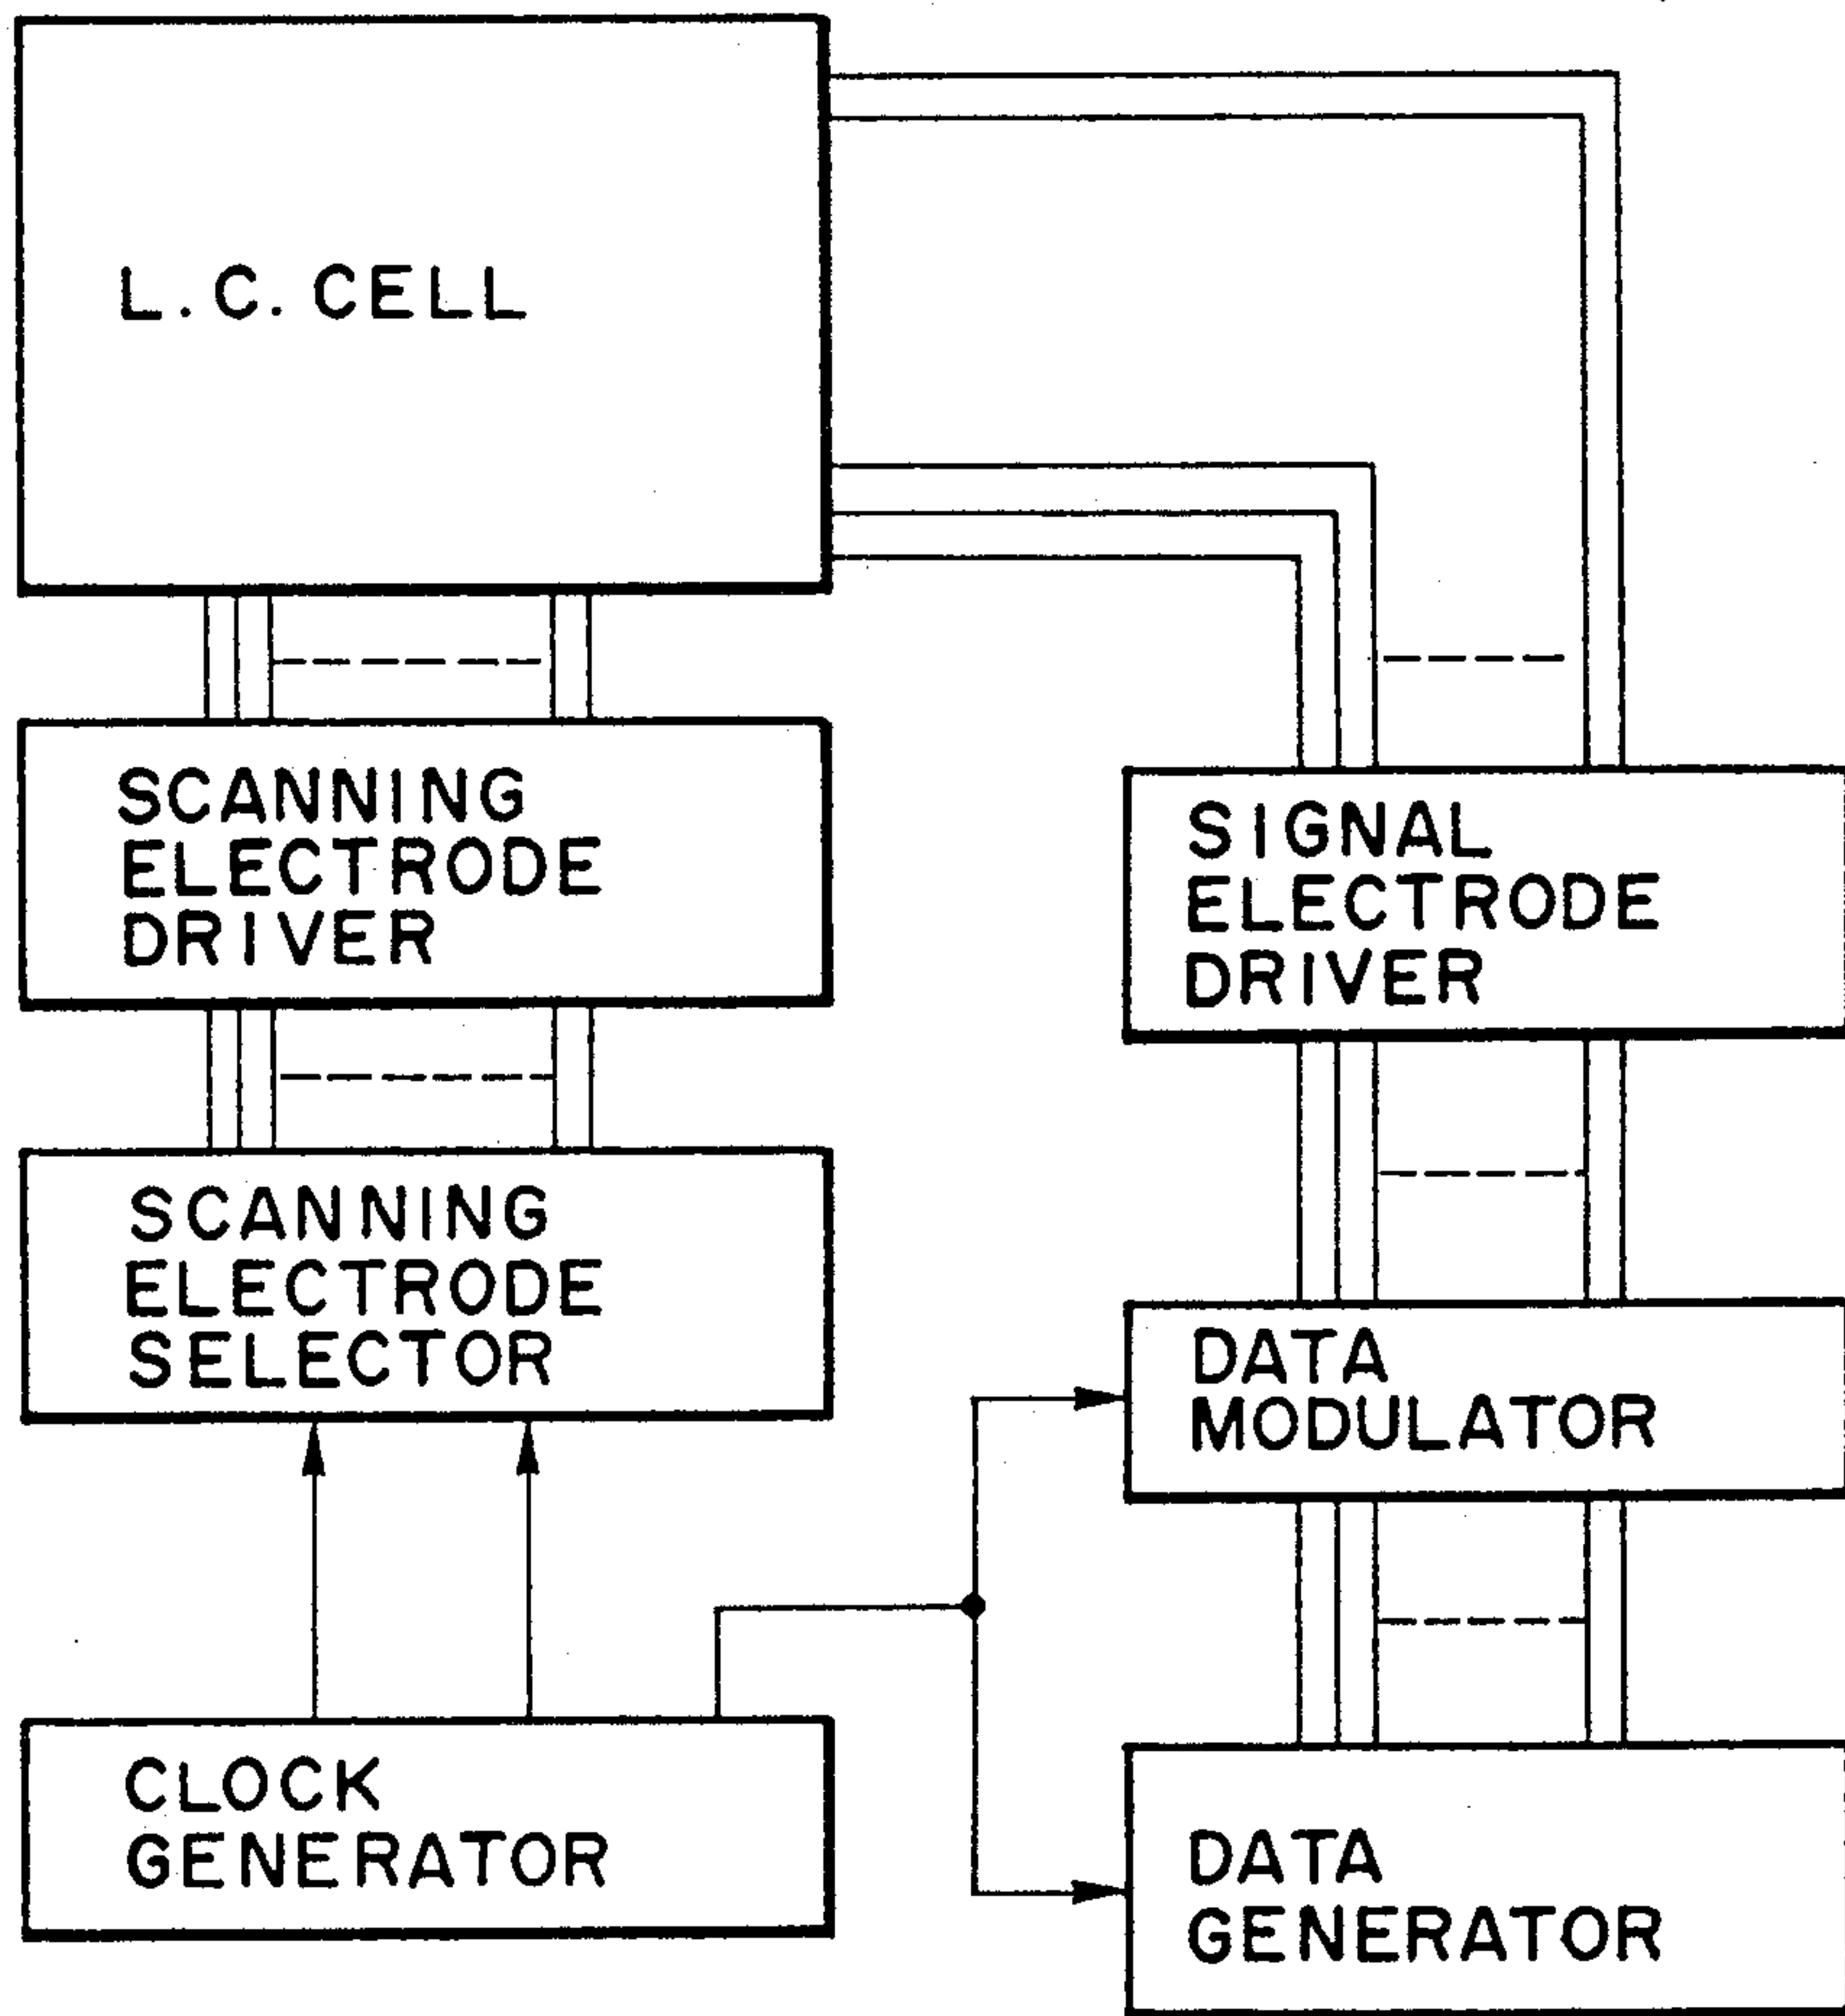 L.C.CELL
SCANNING
ELECTRODE
DRIVER
SIGNAL
ELECTRODE
DRIVER
SCANNING
ELECTRODE
SELECTOR
DATA
MODULATOR
CLOCK
GENERATOR
DATA
GENERATOR